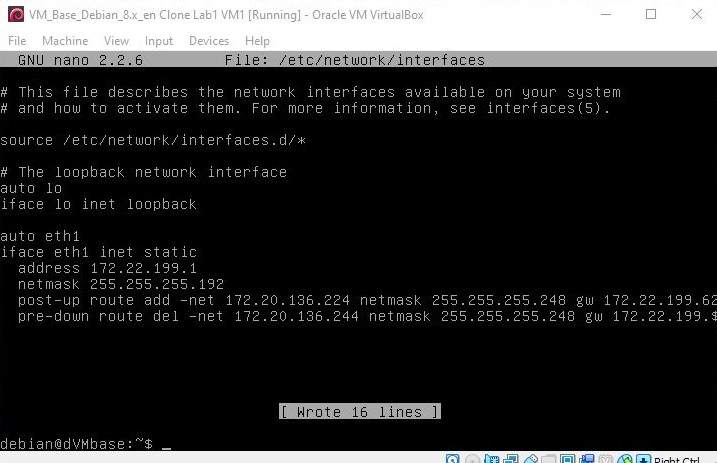 VM_Base_Debian_8.x_en Clone Lab1 VM1 [Running] - Oracle VM VirtualBox
File Machine View Input Devices Help
GNU nano 2.2.6 File: /etc/network/interfaces
# This file describes the network interfaces available on your system
# and how to activate them. For more information, see interfaces(5).
source /etc/network/interfaces.d/*
# The loopback network interface
auto lo
iface lo inet loopback
auto eth1
iface eth1 inet static
address 172.22.199.1
netmask 255.255.255.192
post-up route add -net 172.20.136.224 netmask 255.255.255.248 gw 172.22.199.62
pre-down route del -net 172.20.136.244 netmask 255.255.255.248 gw 172.22.199.$
[ Wrote 16 lines ]
debian@dVMbase:~$ _
Right Ctrl